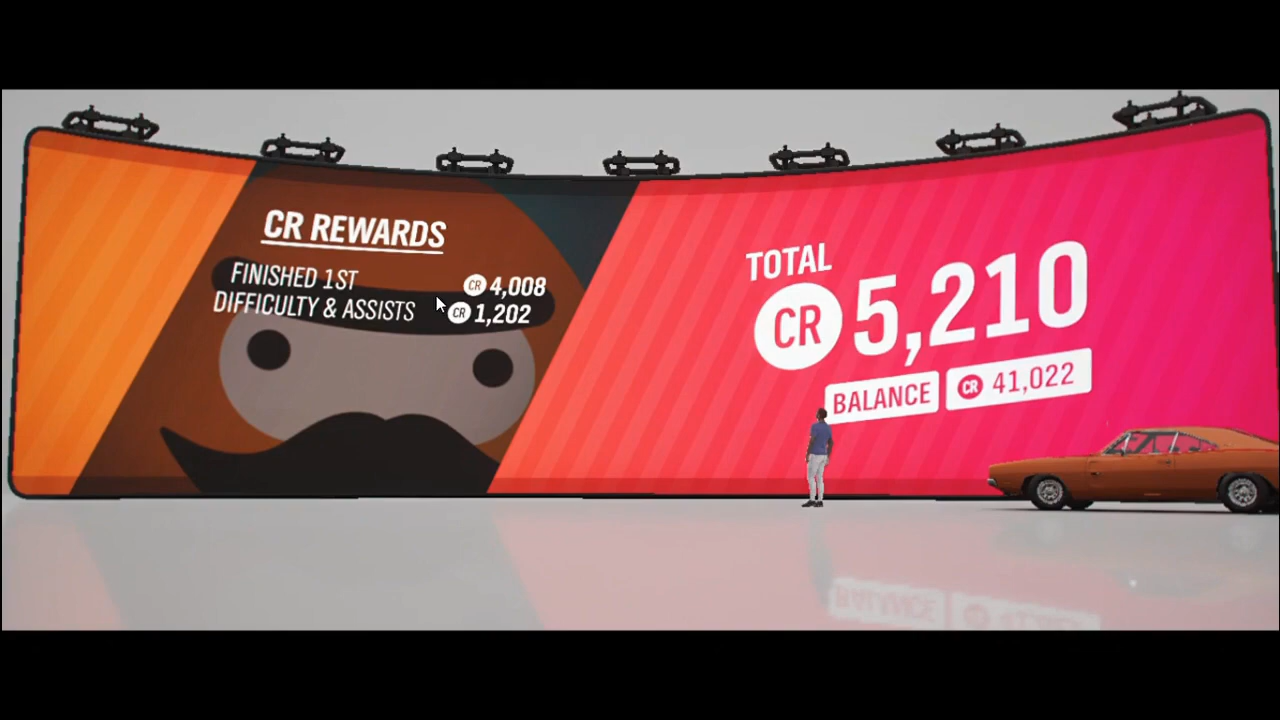 CR REWARDS
FINISHED 1ST CR 4,008
DIFFICULTY & ASSISTS CR 1,202
TOTAL
CR 5,210
BALANCE CR 41,022